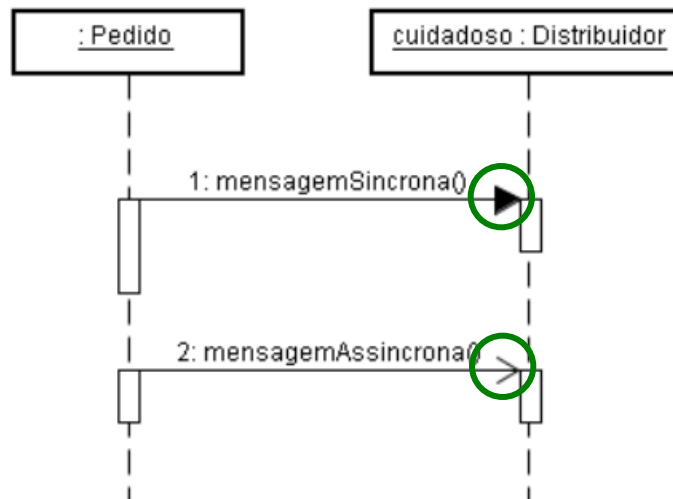 : Pedido
cuidadoso : Distribuidor
1: mensagemSincrona()
2: mensagemAssincrona()